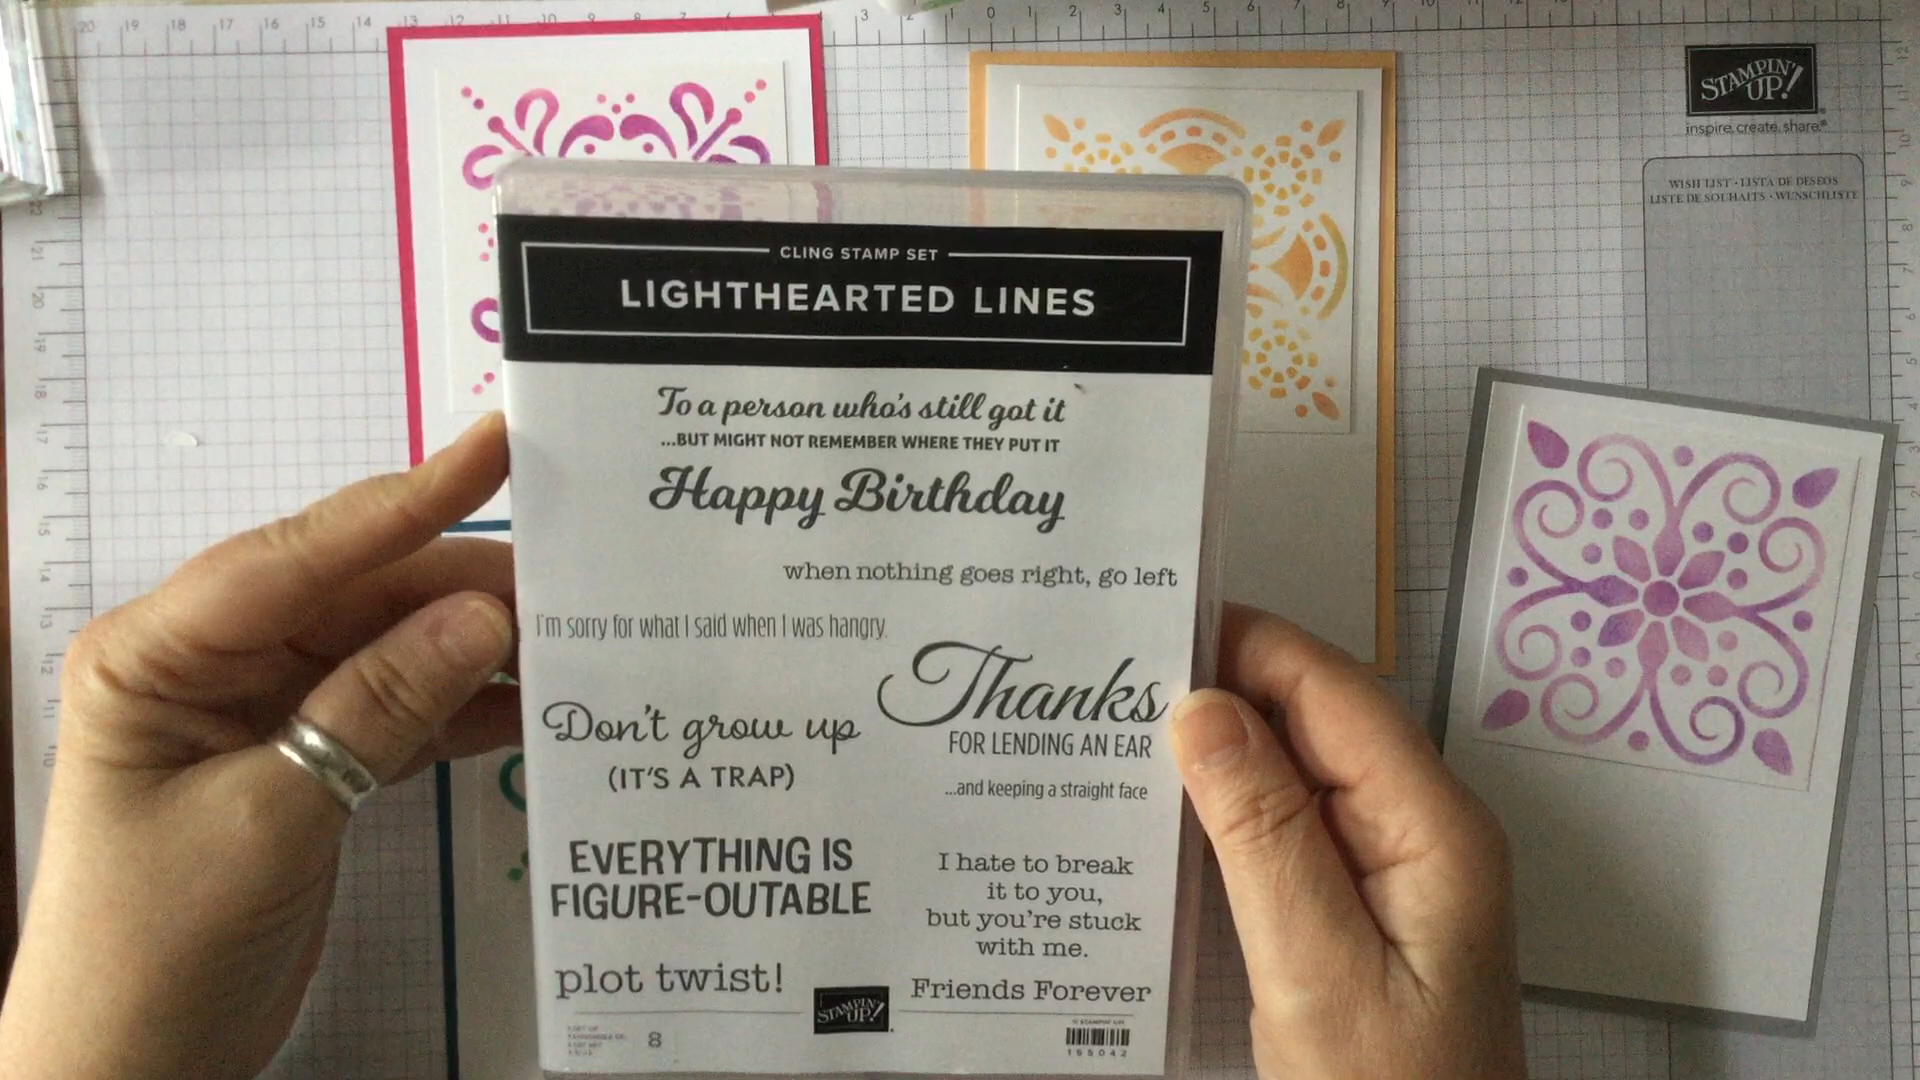 STAMPIN' UP!
inspire. create. share.®
WISH LIST • LISTA DE DESEOS
LISTE DE SOUHAITS • WUNSCHLISTE
CLING STAMP SET
LIGHTHEARTED LINES
To a person who's still got it
...BUT MIGHT NOT REMEMBER WHERE THEY PUT IT
Happy Birthday
when nothing goes right, go left
I'm sorry for what I said when I was hangry.
Thanks
FOR LENDING AN EAR
...and keeping a straight face
Don't grow up
(IT'S A TRAP)
EVERYTHING IS
FIGURE-OUTABLE
I hate to break
it to you,
but you're stuck
with me.
plot twist!
Friends Forever
STAMPIN' UP!
8
© STAMPIN' UP!
155042